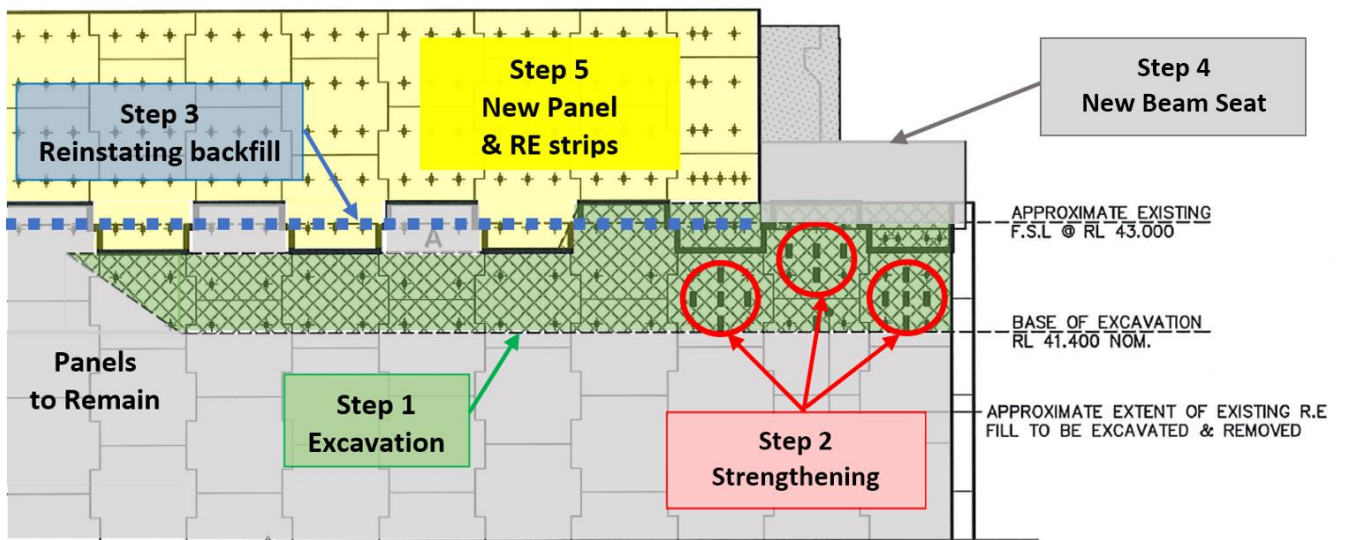 Step 5
New Panel
& RE strips
Step 4
New Beam Seat
Step 3
Reinstating backfill
A
APPROXIMATE EXISTING
F.S.L @ RL 43.000
BASE OF EXCAVATION
RL 41.400 NOM.
Panels
to Remain
Step 1
Excavation
Step 2
Strengthening
APPROXIMATE EXTENT OF EXISTING R.E
FILL TO BE EXCAVATED & REMOVED